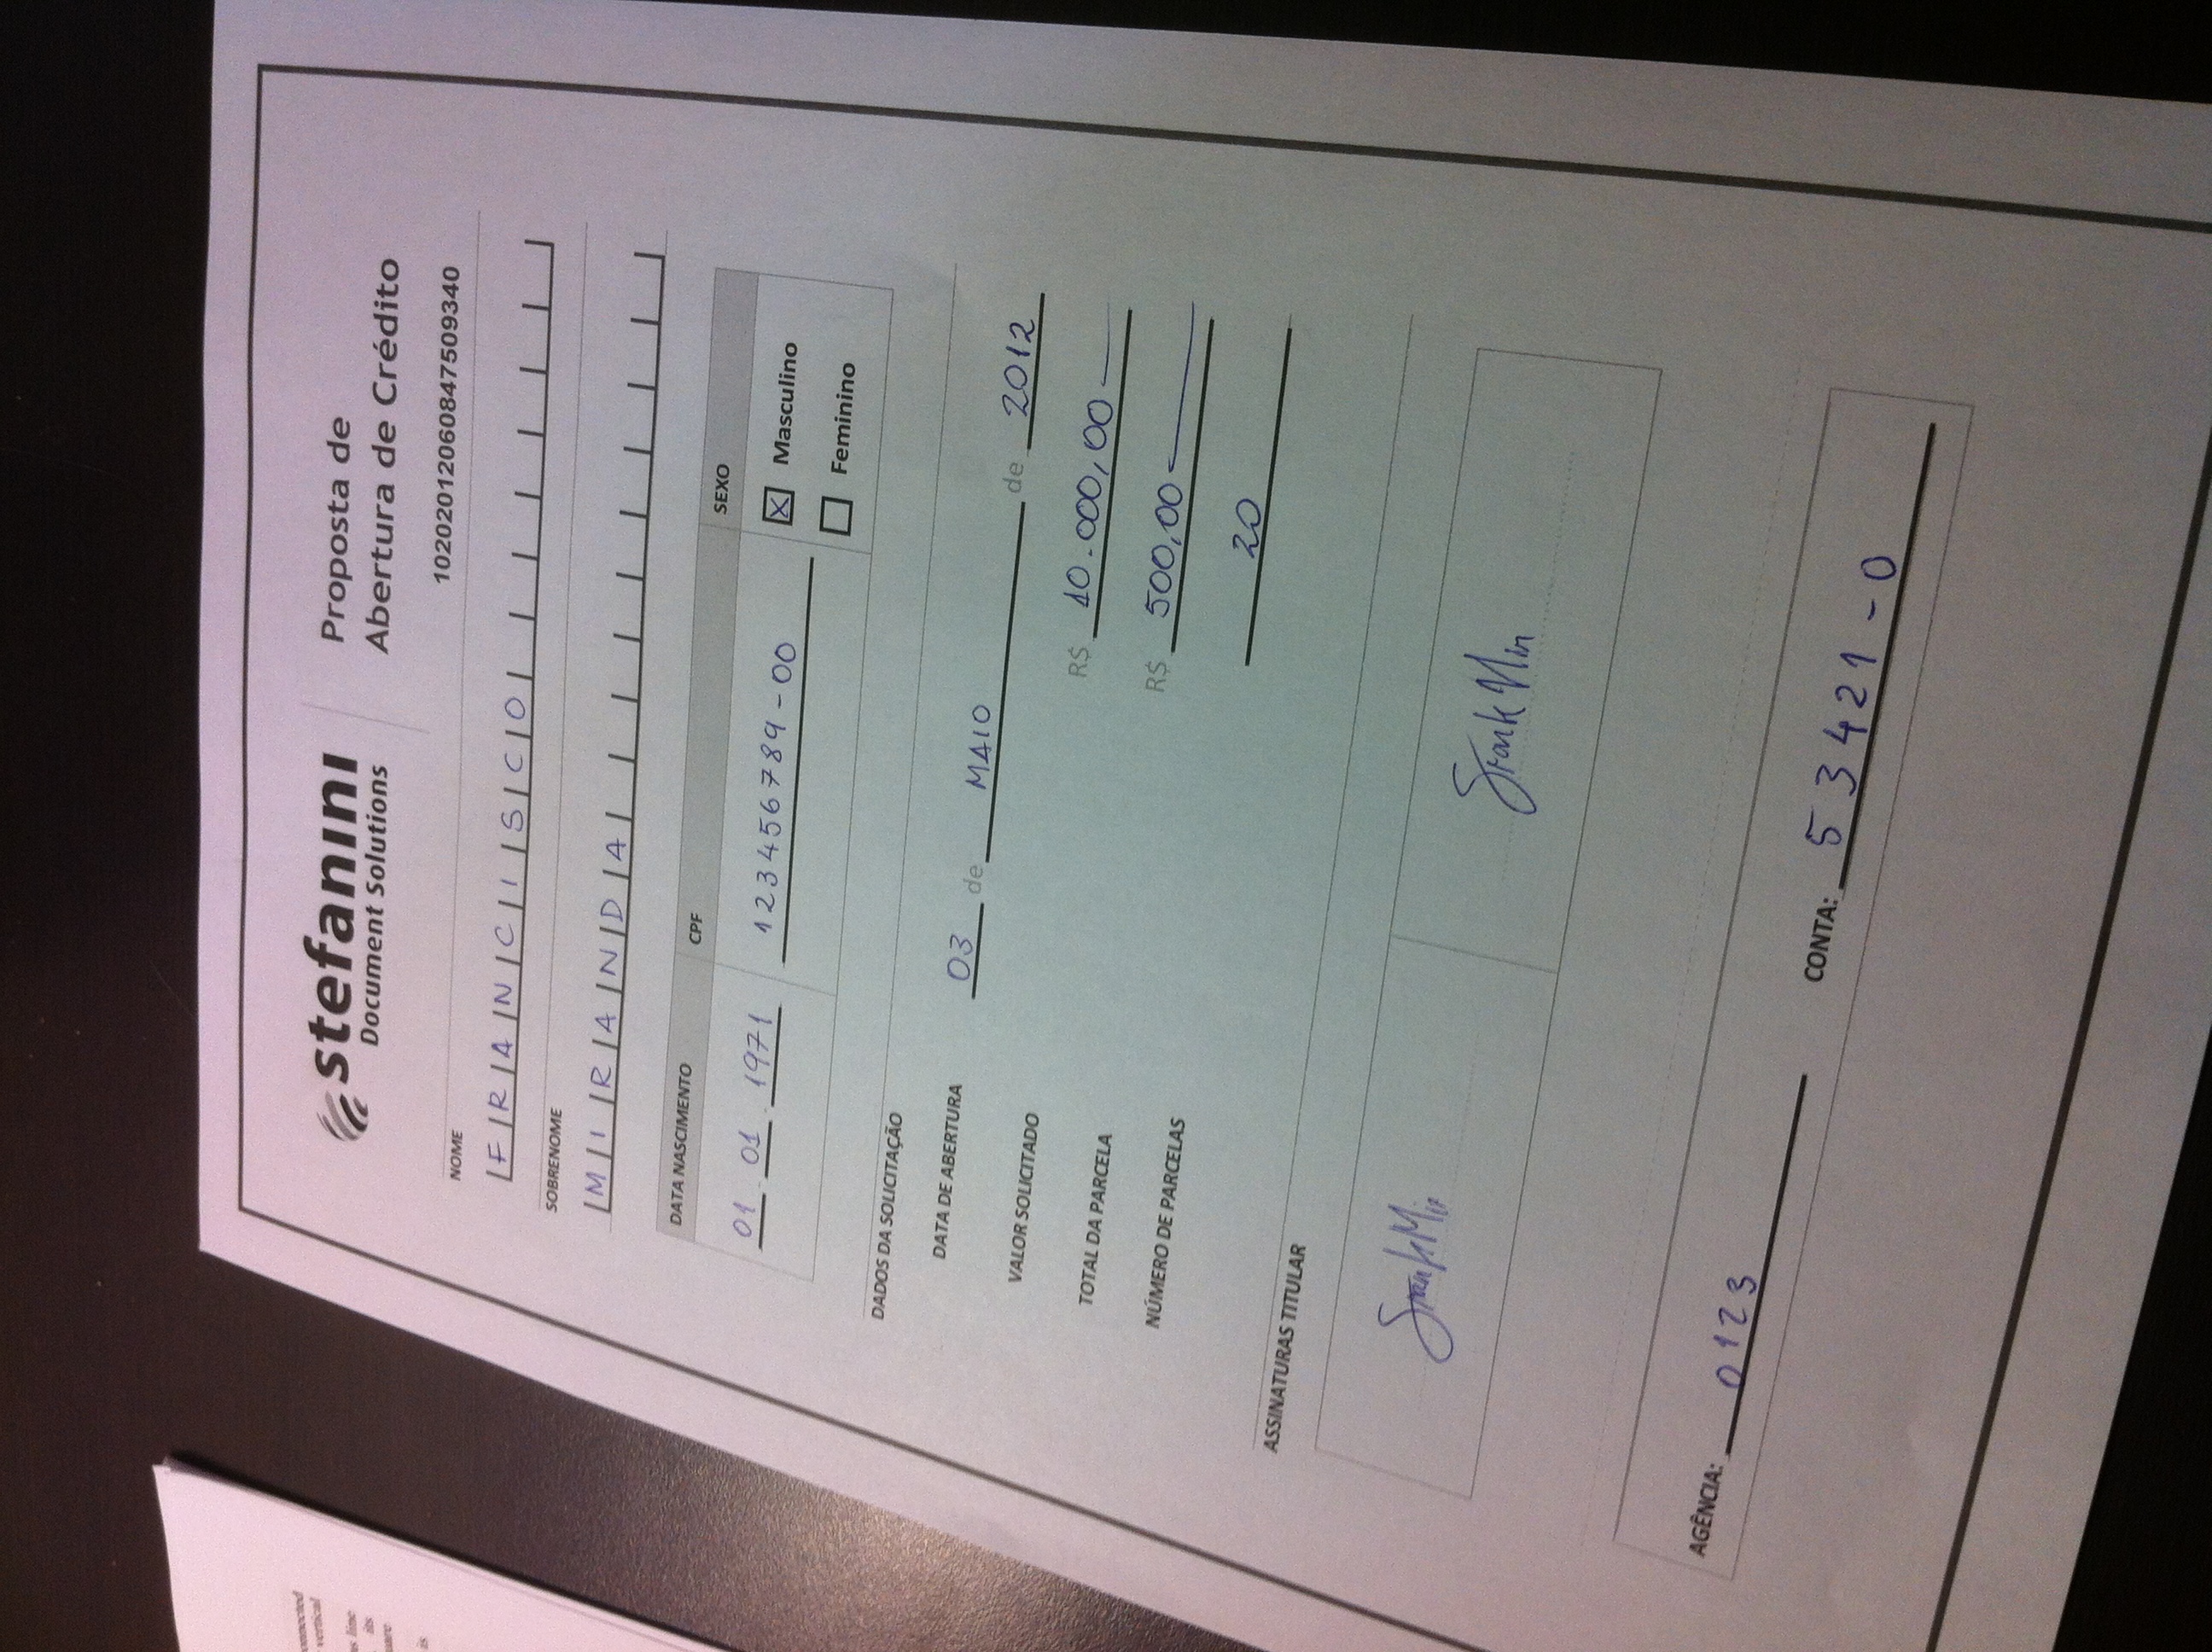 onnected
vertical
as line
its
uare
is
stefanini
Document Solutions
Proposta de
Abertura de Crédito
10202012060847509340
NOME
FRANCISCO
SOBRENOME
MIRANDA
DATA NASCIMENTO CPF SEXO
01 01 1971 123456789-00
Masculino
Feminino
DADOS DA SOLICITAÇÃO
DATA DE ABERTURA 03 de MAIO de 2012
VALOR SOLICITADO R$ 10.000,00
TOTAL DA PARCELA R$ 500,00
NÚMERO DE PARCELAS 20
ASSINATURAS TITULAR
Frank Mir Frank Mir
AGÊNCIA: 0123
CONTA: 53421-0